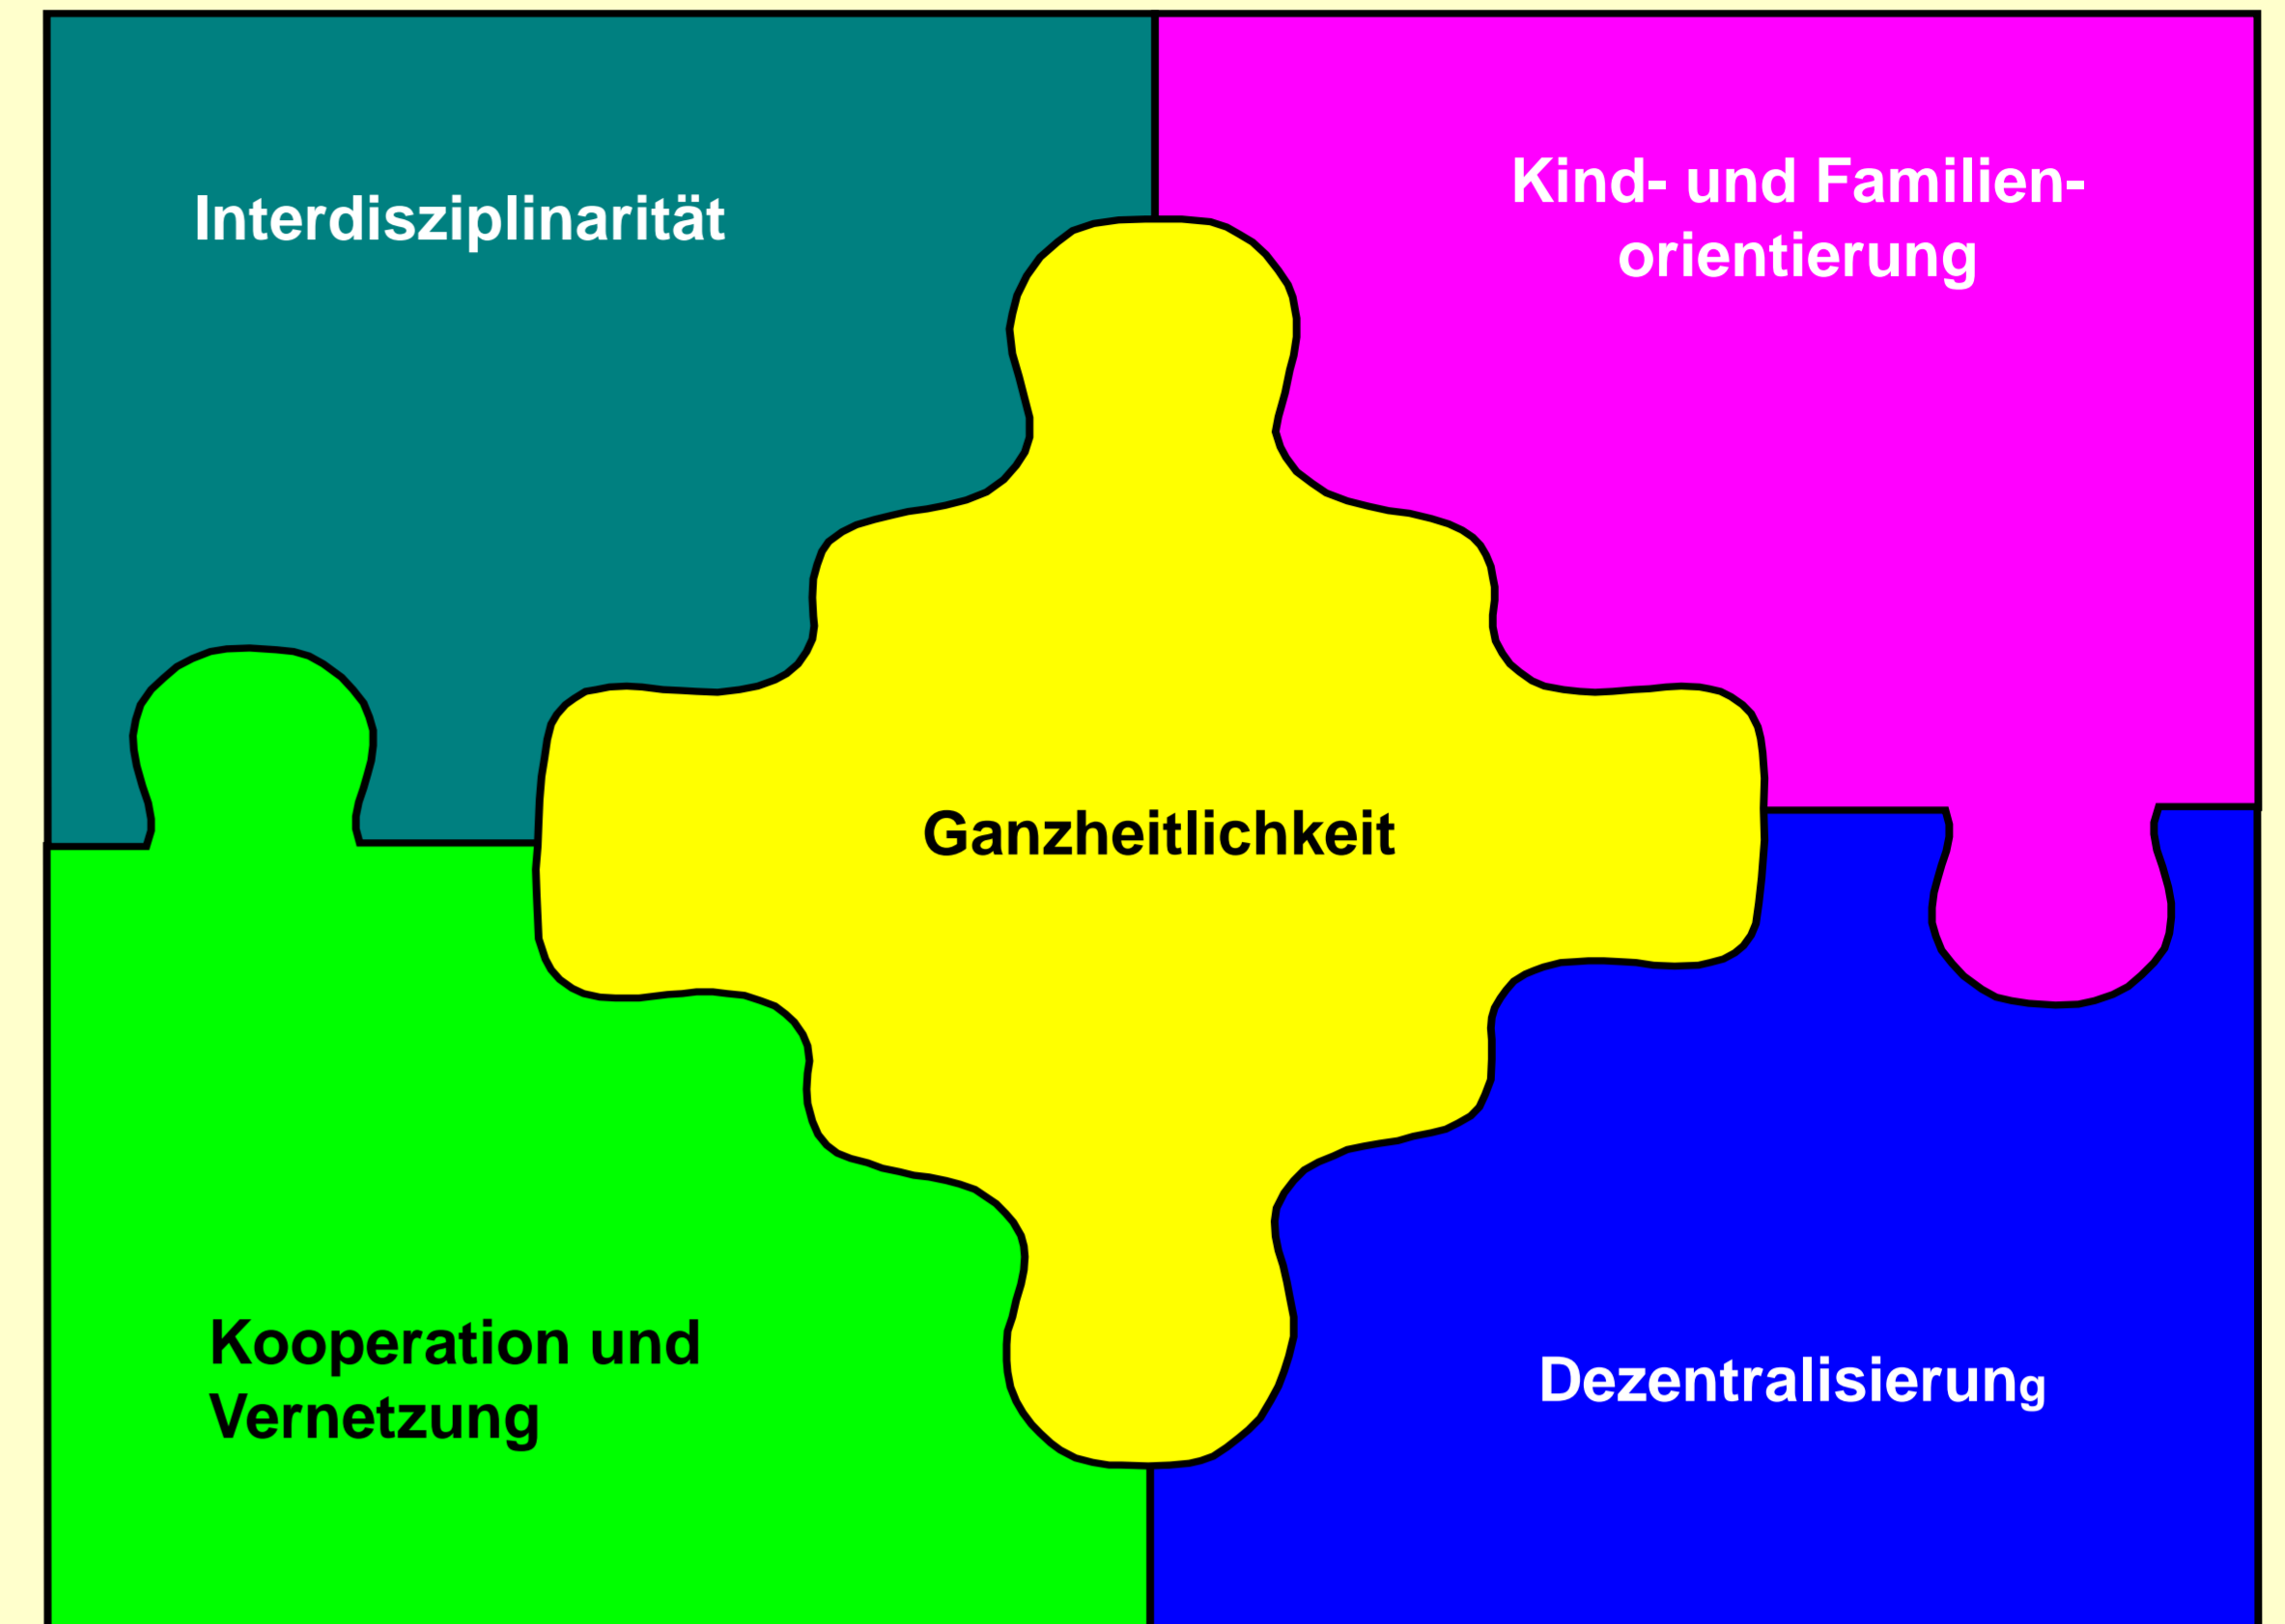 Interdisziplinarität
Kind- und Familien-
orientierung
Ganzheitlichkeit
Kooperation und
Vernetzung
Dezentralisierung